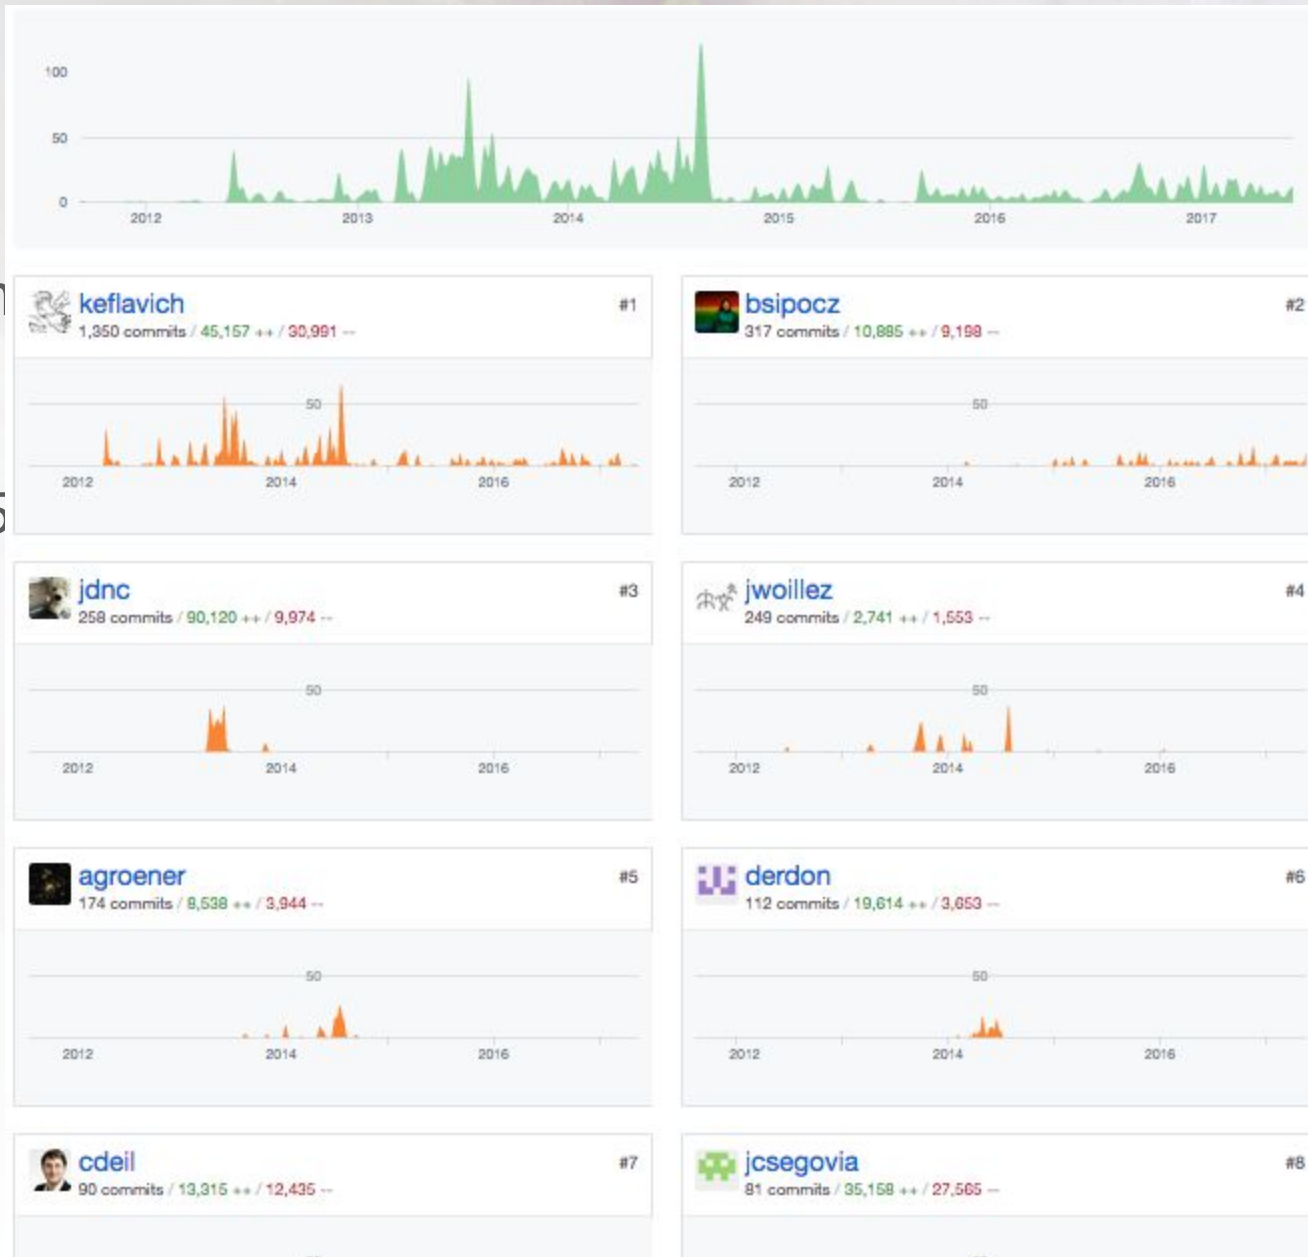 100
50
0
2012 2013 2014 2015 2016 2017
keflavich #1
1,350 commits / 45,157 ++ / 30,991 --
50
2012 2014 2016
bsipocz #2
317 commits / 10,885 ++ / 9,198 --
50
2012 2014 2016
jdnc #3
258 commits / 90,120 ++ / 9,974 --
50
2012 2014 2016
jwoillez #4
249 commits / 2,741 ++ / 1,553 --
50
2012 2014 2016
agroener #5
174 commits / 8,538 ++ / 3,944 --
50
2012 2014 2016
derdon #6
112 commits / 19,614 ++ / 3,653 --
50
2012 2014 2016
cdeil #7
90 commits / 13,315 ++ / 12,435 --
jcsegovia #8
81 commits / 35,158 ++ / 27,565 --